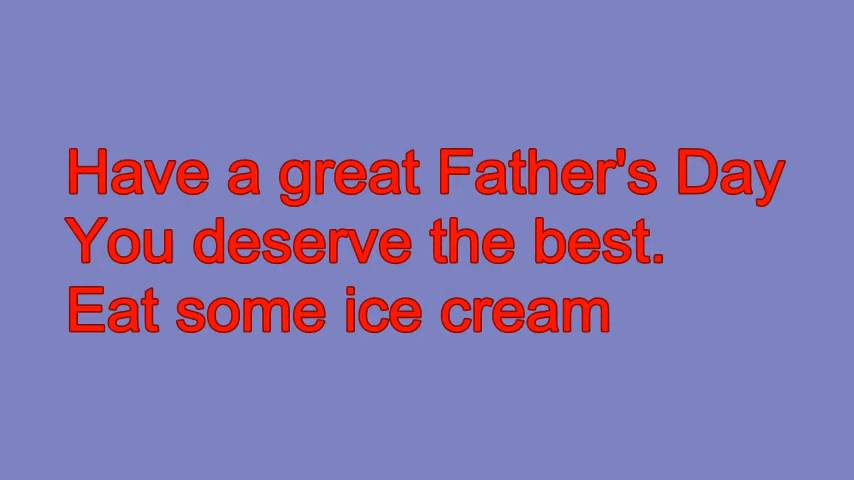 Have a great Father's Day
You deserve the best.
Eat some ice cream